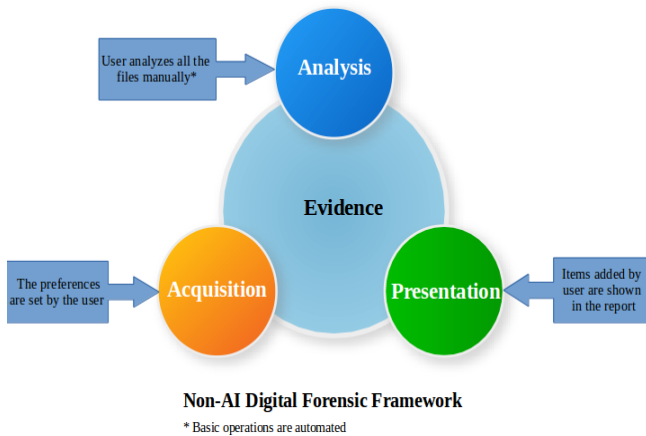 User analyzes all the
files manually*
Analysis
Evidence
The preferences
are set by the user
Acquisition
Presentation
Items added by
user are shown
in the report
Non-AI Digital Forensic Framework
* Basic operations are automated